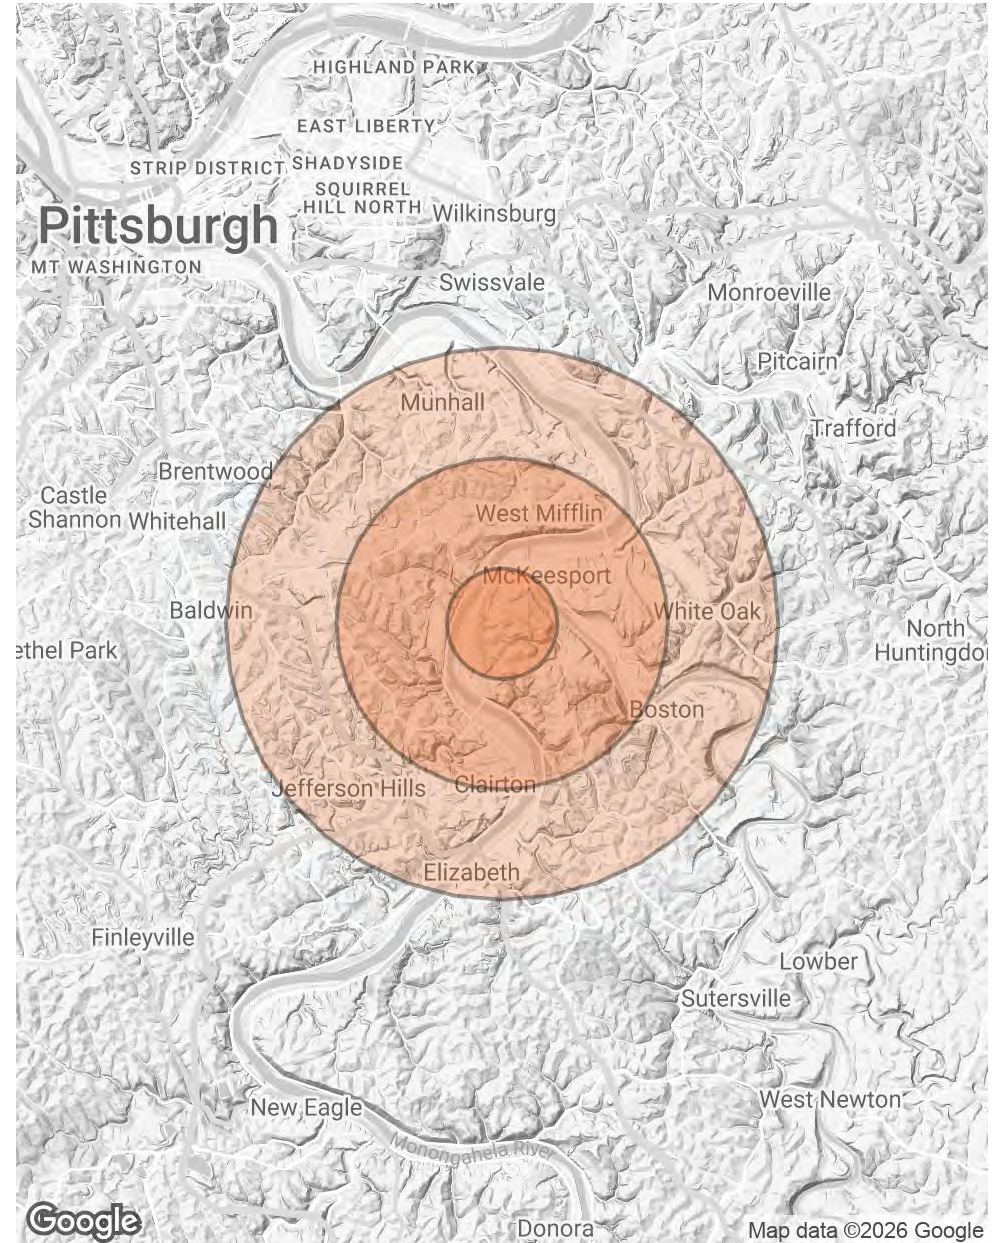 HIGHLAND PARK
EAST LIBERTY
STRIP DISTRICT
SHADYSIDE
SQUIRREL
HILL NORTH
Wilkinsburg
Pittsburgh
MT WASHINGTON
Swissvale
Monroeville
Pitcairn
Munhall
Trafford
Brentwood
Castle
Shannon
Whitehall
West Mifflin
McKeesport
Baldwin
White Oak
ethel Park
North
Huntingdo
Boston
Jefferson Hills
Clairton
Elizabeth
Finleyville
Lowber
Sutersville
New Eagle
West Newton
Monongahela River
Donora
Google
Map data ©2026 Google